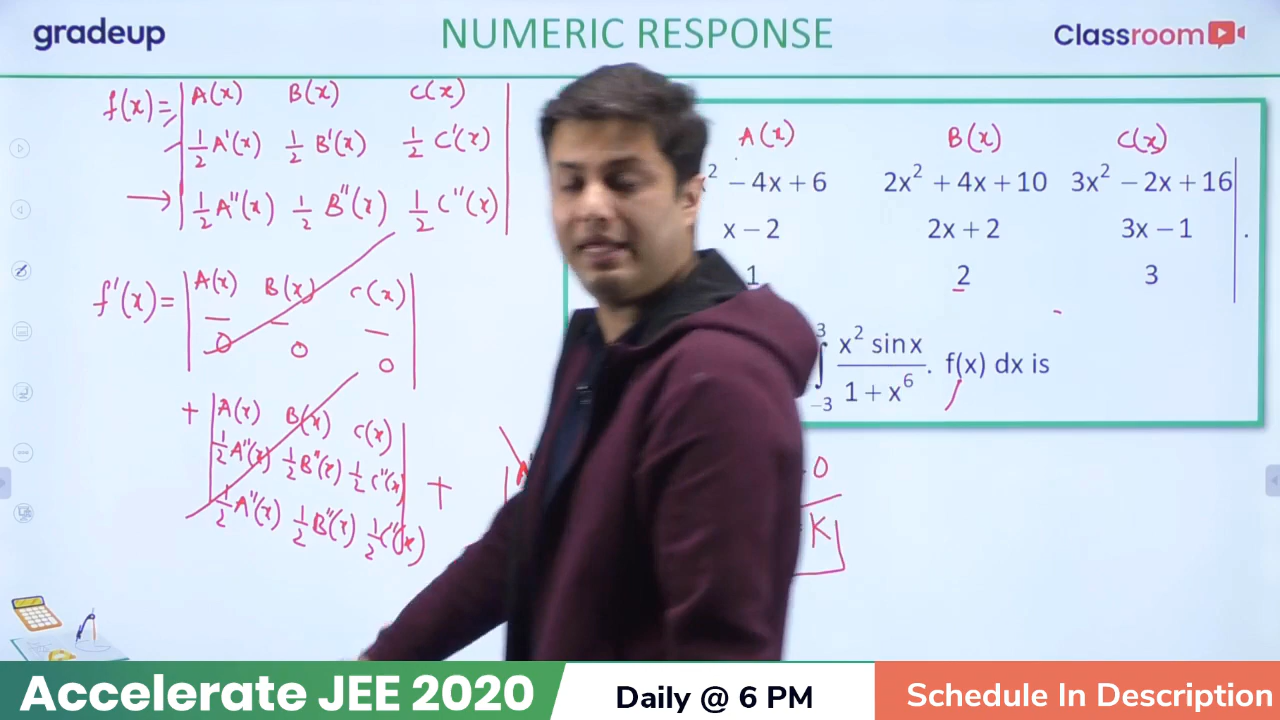 gradeup
NUMERIC RESPONSE
Classroom
f(x) = | A(x) B(x) C(x) |
1/2 A'(x) 1/2 B'(x) 1/2 C'(x)
→ 1/2 A''(x) 1/2 B''(x) 1/2 C''(x)
f'(x) = | A(x) B(x) C(x) |
— — —
0 0 0
+ | A(x) B(x) C(x) |
1/2 A''(x) 1/2 B''(x) 1/2 C''(x) +
1/2 A''(x) 1/2 B''(x) 1/2 C''(x)
A(x) B(x) C(x)
² − 4x + 6 2x² + 4x + 10 3x² − 2x + 16
x − 2 2x + 2 3x − 1 .
1 2 3
∫₋₃³ x² sin x / 1 + x⁶ . f(x) dx is
0
K
Accelerate JEE 2020
Daily @ 6 PM
Schedule In Description